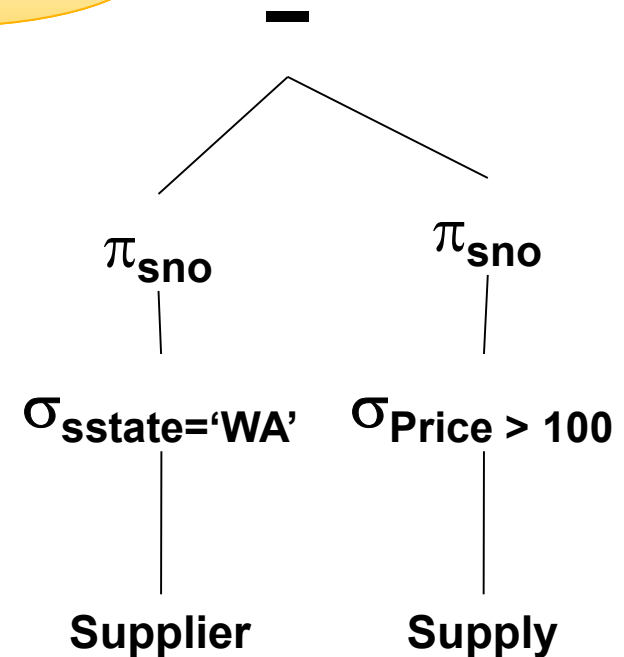 −
πsno πsno
σsstate=‘WA’ σPrice > 100
Supplier Supply